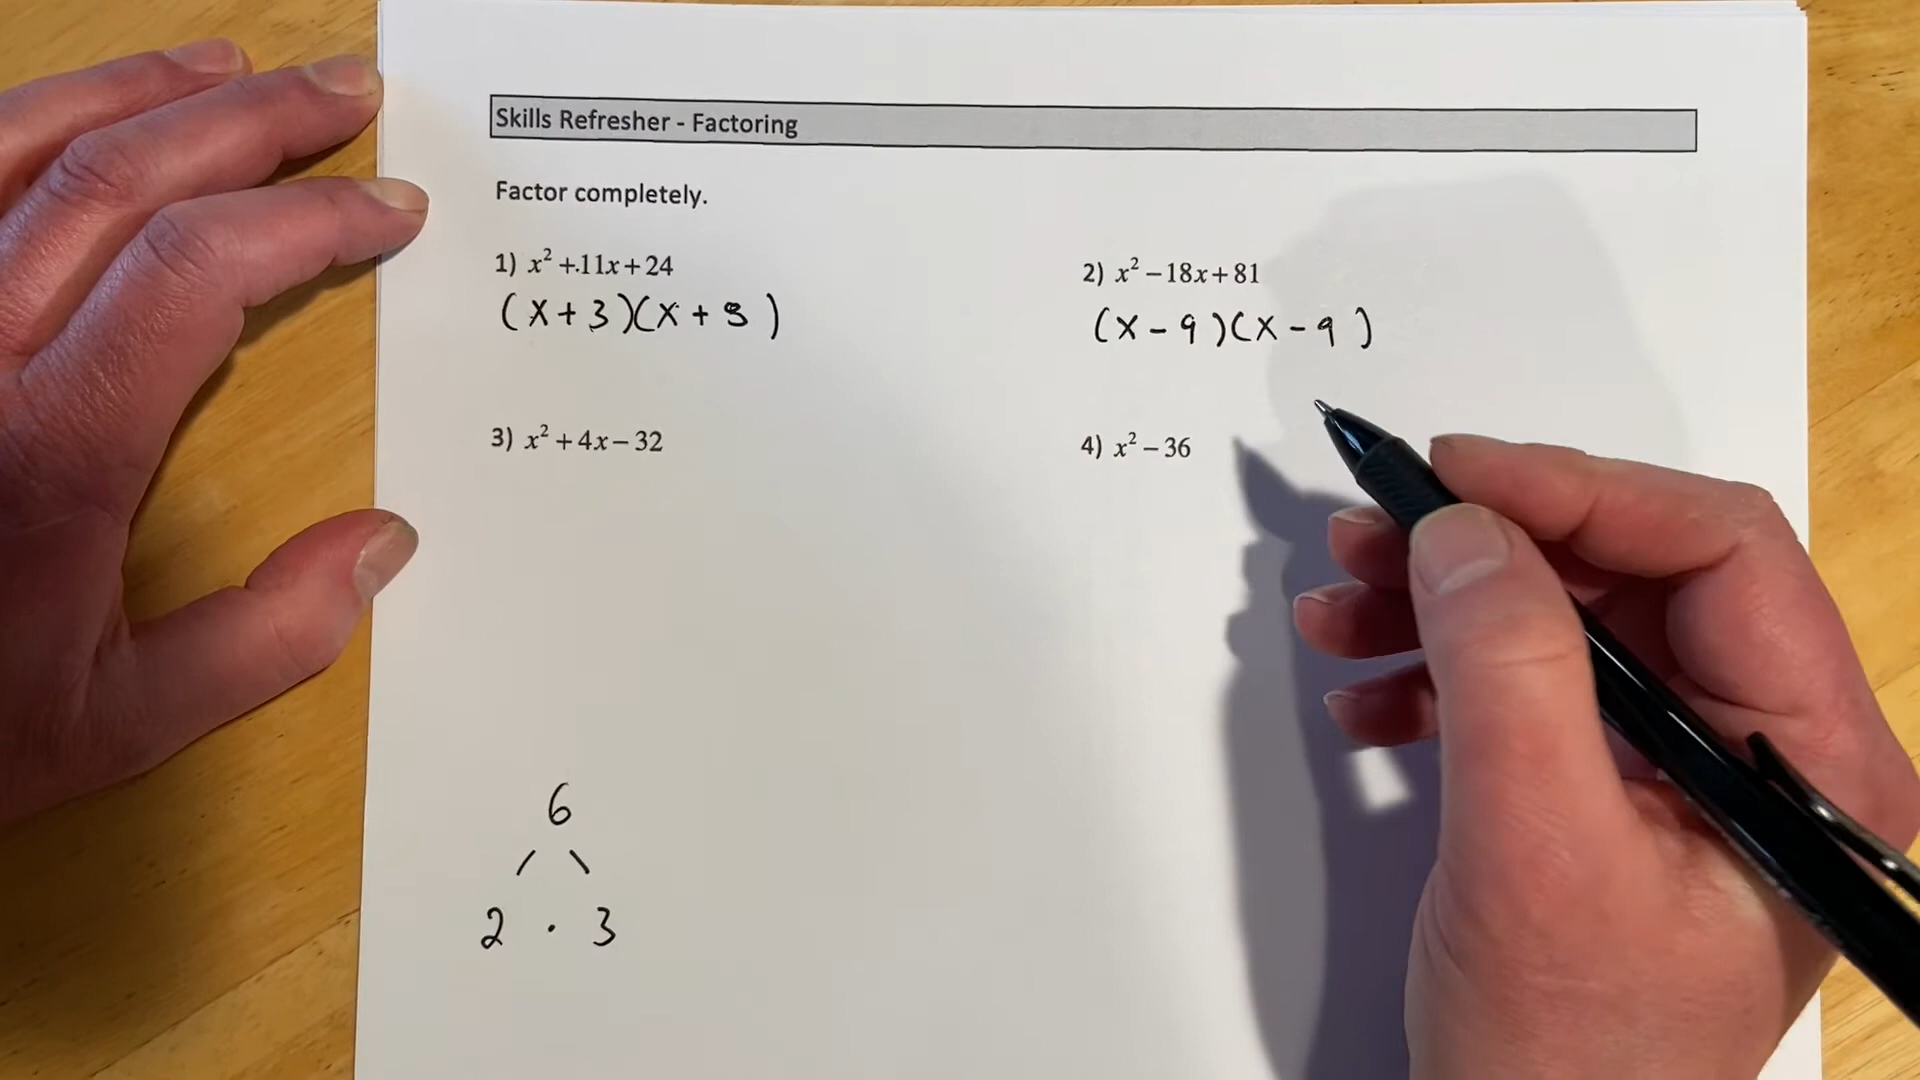 Skills Refresher - Factoring
Factor completely.
1) x² + 11x + 24
(x + 3)(x + 8)
2) x² – 18x + 81
(x - 9)(x - 9)
3) x² + 4x – 32
4) x² – 36
6
2 · 3